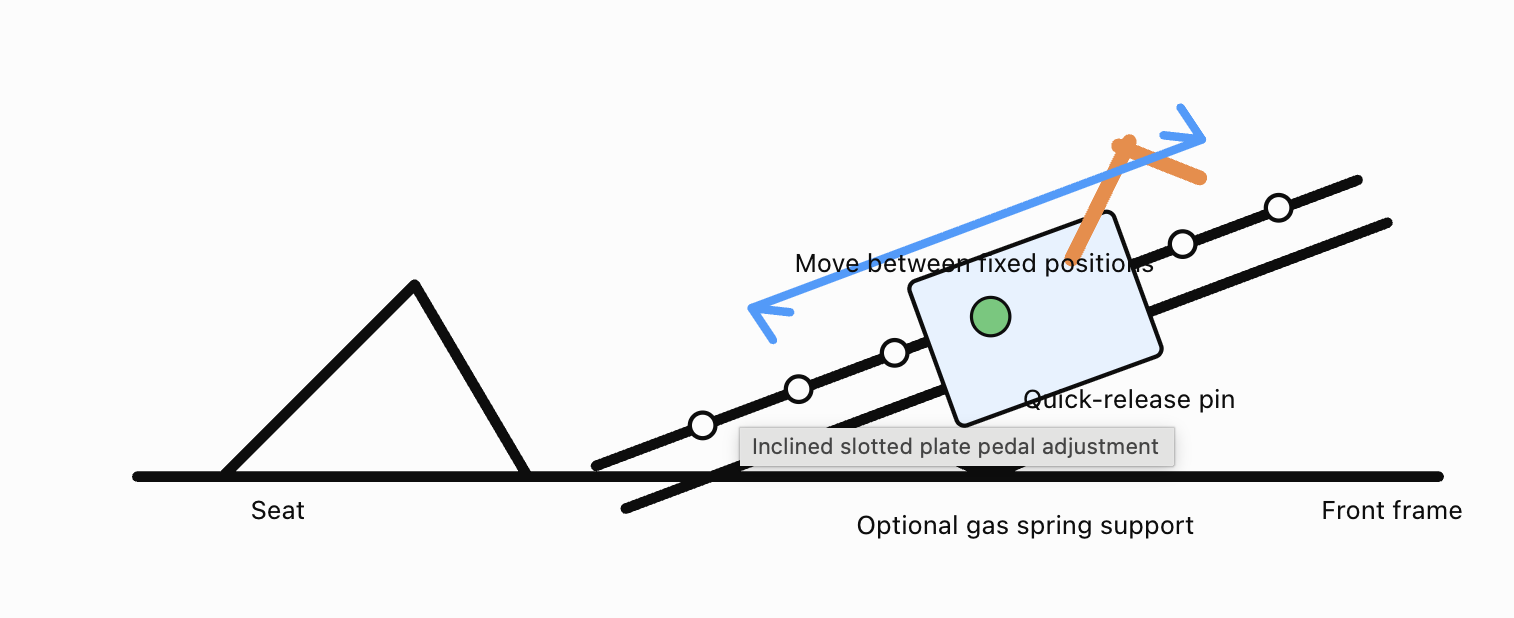 Move between fixed positions
Quick-release pin
Inclined slotted plate pedal adjustment
Seat
Front frame
Optional gas spring support